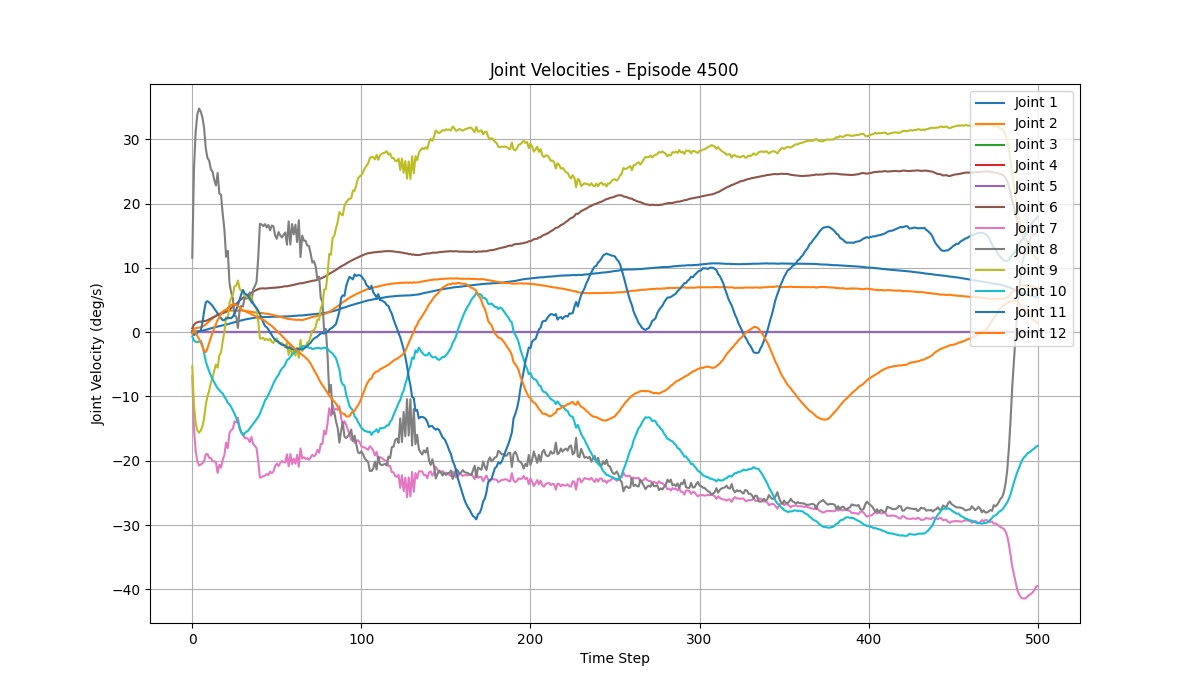 Joint Velocities - Episode 4500
Joint Velocity (deg/s)
30
20
10
0
−10
−20
−30
−40
Joint 1
Joint 2
Joint 3
Joint 4
Joint 5
Joint 6
Joint 7
Joint 8
Joint 9
Joint 10
Joint 11
Joint 12
0
100
200
300
400
500
Time Step